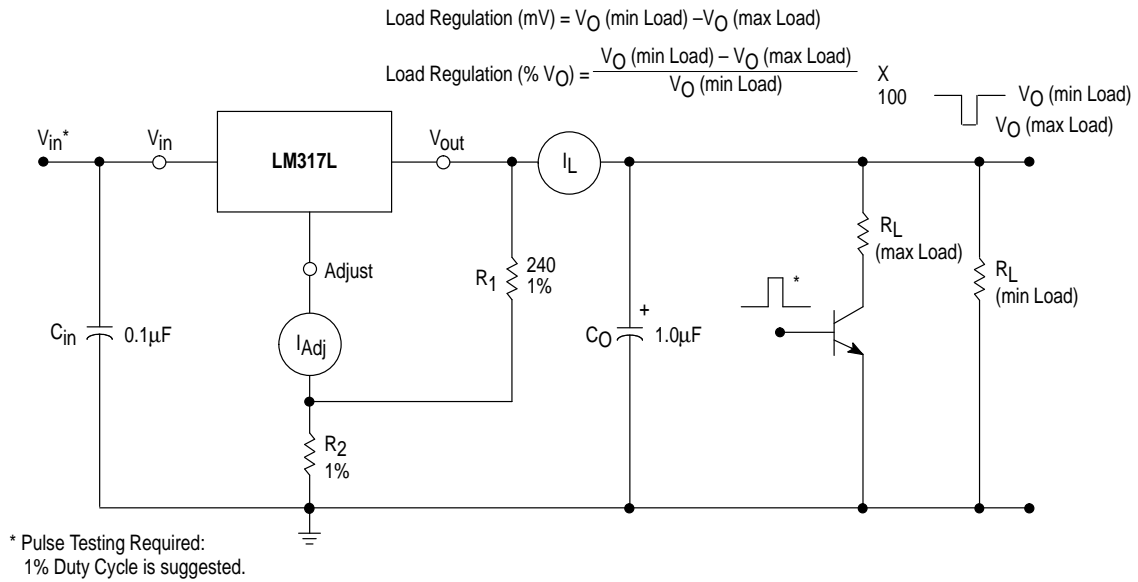 Load Regulation (mV) = VO (min Load) –VO (max Load)
Load Regulation (% VO) = VO (min Load) – VO (max Load)
VO (min Load)
X
100
VO (min Load)
VO (max Load)
Vin*
Vin
LM317L
Vout
IL
RL
(max Load)
Adjust
R1
240
1%
*
RL
(min Load)
Cin
0.1µF
IAdj
+
CO
1.0µF
R2
1%
* Pulse Testing Required:
1% Duty Cycle is suggested.